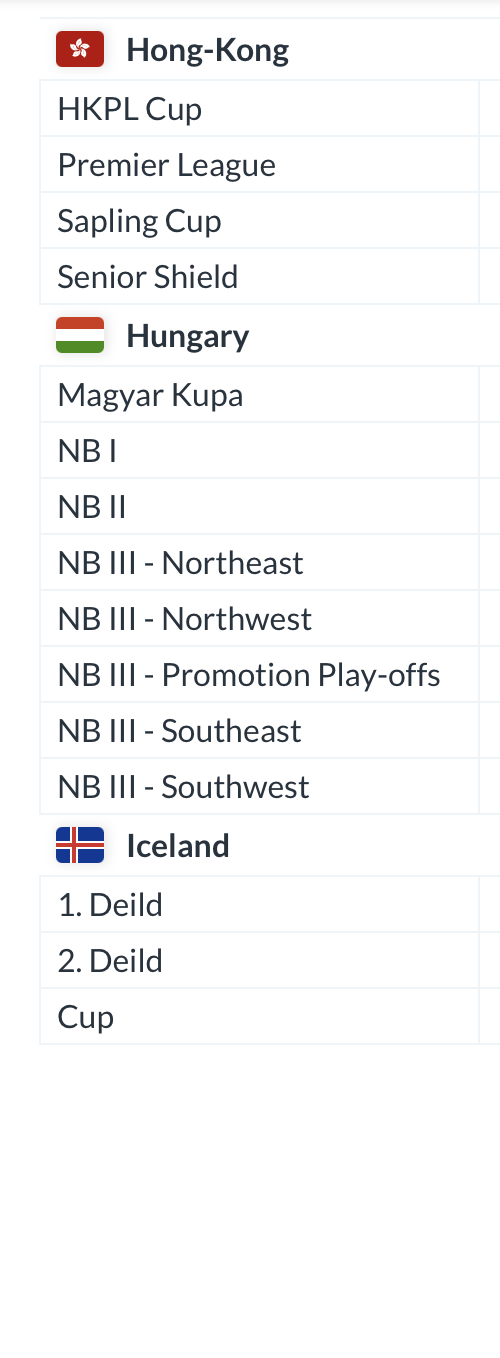 Hong-Kong
HKPL Cup
Premier League
Sapling Cup
Senior Shield
Hungary
Magyar Kupa
NB I
NB II
NB III - Northeast
NB III - Northwest
NB III - Promotion Play-offs
NB III - Southeast
NB III - Southwest
Iceland
1. Deild
2. Deild
Cup